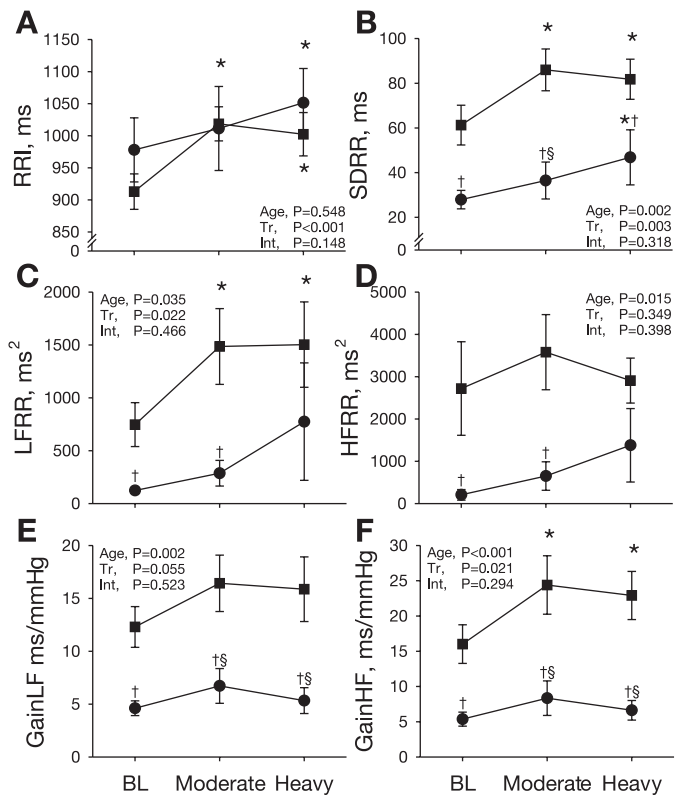 A
1150
1100
1050
1000
950
900
850
0
RRI, ms
*
*
*
Age, P=0.548
Tr, P<0.001
Int, P=0.148
B
100
80
60
40
20
0
SDRR, ms
*
*
*†
†§
†
Age, P=0.002
Tr, P=0.003
Int, P=0.318
C
2000
1500
1000
500
0
LFRR, ms²
Age, P=0.035
Tr, P=0.022
Int, P=0.466
*
*
†
†
D
5000
4000
3000
2000
1000
0
HFRR, ms²
Age, P=0.015
Tr, P=0.349
Int, P=0.398
†
†
E
20
15
10
5
0
GainLF ms/mmHg
Age, P=0.002
Tr, P=0.055
Int, P=0.523
†
†§
†§
BL Moderate Heavy
F
30
25
20
15
10
5
0
GainHF, ms/mmHg
Age, P<0.001
Tr, P=0.021
Int, P=0.294
*
*
†
†§
†§
BL Moderate Heavy